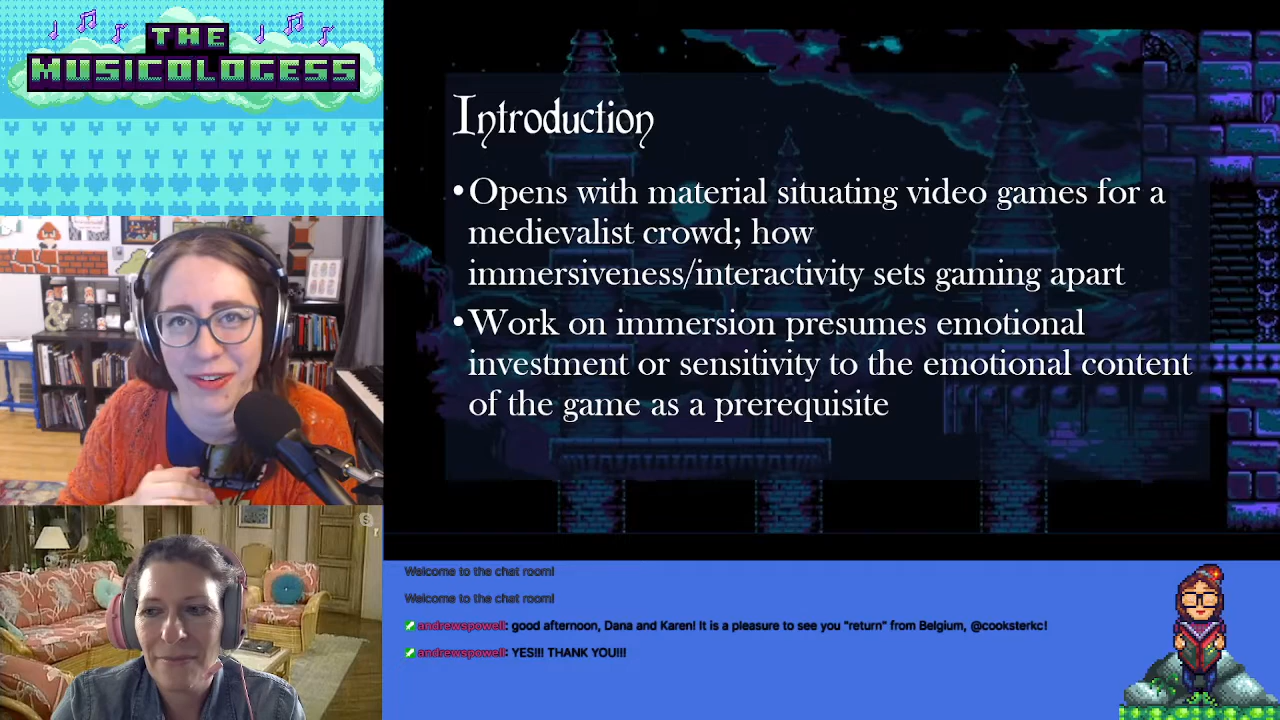 THE
MUSICOLOGESS
Introduction
•Opens with material situating video games for a
medievalist crowd; how
immersiveness/interactivity sets gaming apart
•Work on immersion presumes emotional
investment or sensitivity to the emotional content
of the game as a prerequisite
Welcome to the chat room!
Welcome to the chat room!
andrewspowell: good afternoon, Dana and Karen! It is a pleasure to see you "return" from Belgium, @cooksterkc!
andrewspowell: YES!!! THANK YOU!!!